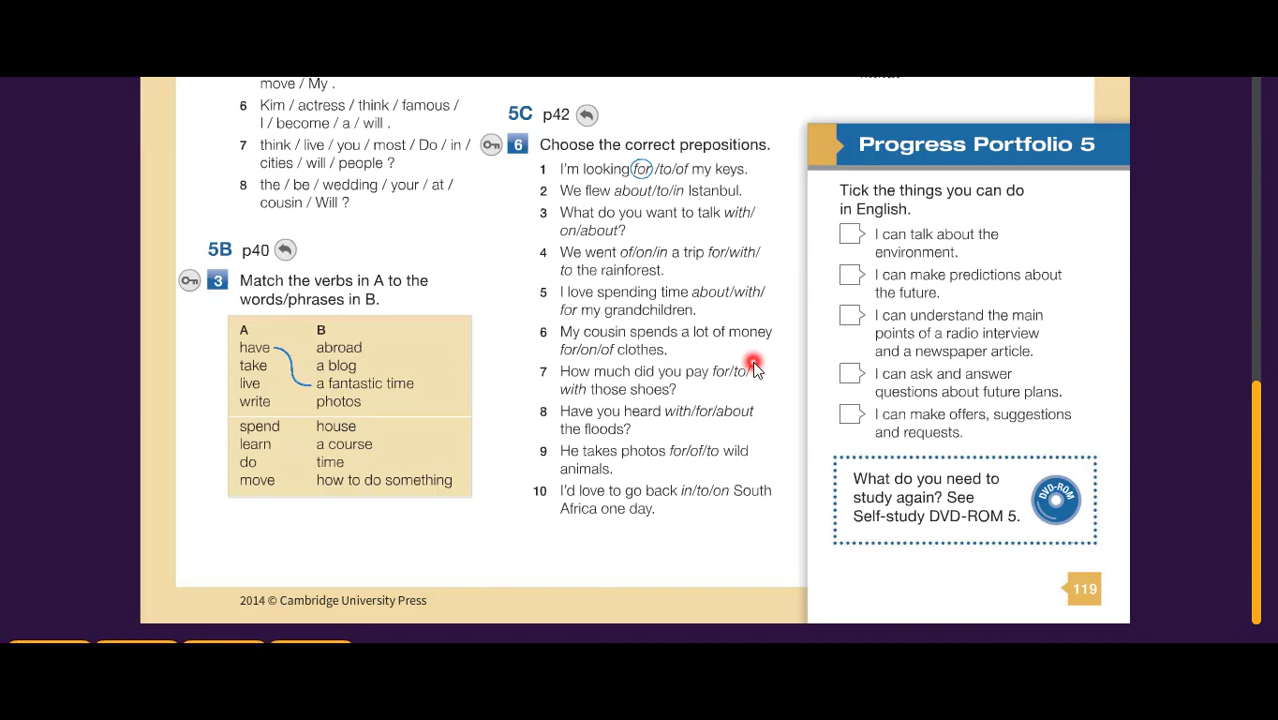 move / My .
6 Kim / actress / think / famous /
I / become / a / will .
7 think / live / you / most / Do / in /
cities / will / people ?
8 the / be / wedding / your / at /
cousin / Will ?
5B p40
3 Match the verbs in A to the
words/phrases in B.
A B
have abroad
take a blog
live a fantastic time
write photos
spend house
learn a course
do time
move how to do something
5C p42
6 Choose the correct prepositions.
1 I'm looking for /to/of my keys.
2 We flew about/to/in Istanbul.
3 What do you want to talk with/
on/about?
4 We went of/on/in a trip for/with/
to the rainforest.
5 I love spending time about/with/
for my grandchildren.
6 My cousin spends a lot of money
for/on/of clothes.
7 How much did you pay for/to/
with those shoes?
8 Have you heard with/for/about
the floods?
9 He takes photos for/of/to wild
animals.
10 I'd love to go back in/to/on South
Africa one day.
Progress Portfolio 5
Tick the things you can do
in English.
I can talk about the
environment.
I can make predictions about
the future.
I can understand the main
points of a radio interview
and a newspaper article.
I can ask and answer
questions about future plans.
I can make offers, suggestions
and requests.
What do you need to
study again? See
Self-study DVD-ROM 5.
DVD-ROM
119
2014 © Cambridge University Press